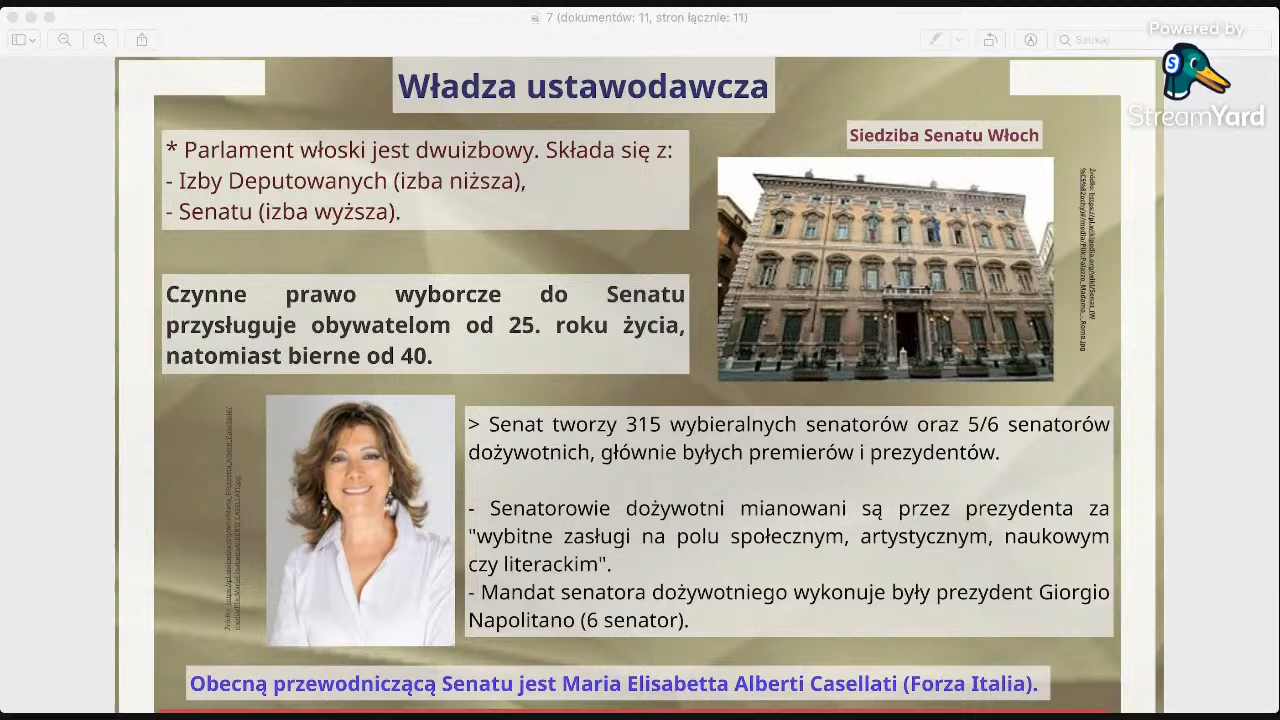 7 (dokumentów: 11, stron łącznie: 11)
Szukaj
Powered by
StreamYard
Władza ustawodawcza
Siedziba Senatu Włoch
* Parlament włoski jest dwuizbowy. Składa się z:
- Izby Deputowanych (izba niższa),
- Senatu (izba wyższa).
Czynne prawo wyborcze do Senatu
przysługuje obywatelom od 25. roku życia,
natomiast bierne od 40.
> Senat tworzy 315 wybieralnych senatorów oraz 5/6 senatorów
dożywotnich, głównie byłych premierów i prezydentów.
- Senatorowie dożywotni mianowani są przez prezydenta za
"wybitne zasługi na polu społecznym, artystycznym, naukowym
czy literackim".
- Mandat senatora dożywotniego wykonuje były prezydent Giorgio
Napolitano (6 senator).
Obecną przewodniczącą Senatu jest Maria Elisabetta Alberti Casellati (Forza Italia).